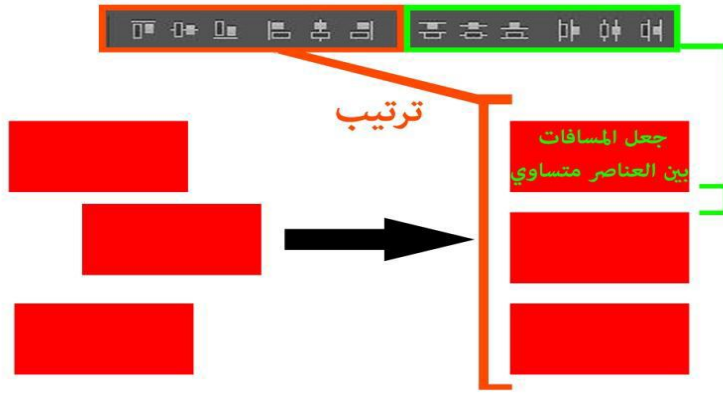 ترتيب
جعل المسافات
بين العناصر متساوي